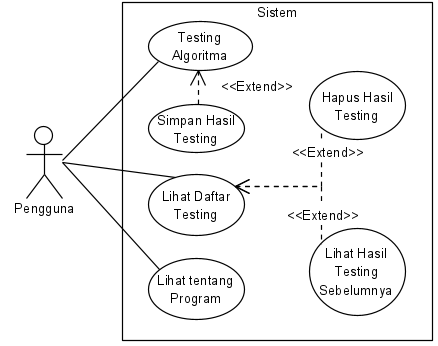 Sistem
Testing
Algoritma
<<Extend>>
Simpan Hasil
Testing
Hapus Hasil
Testing
<<Extend>>
Pengguna
Lihat Daftar
Testing
<<Extend>>
Lihat Hasil
Testing
Sebelumnya
Lihat tentang
Program